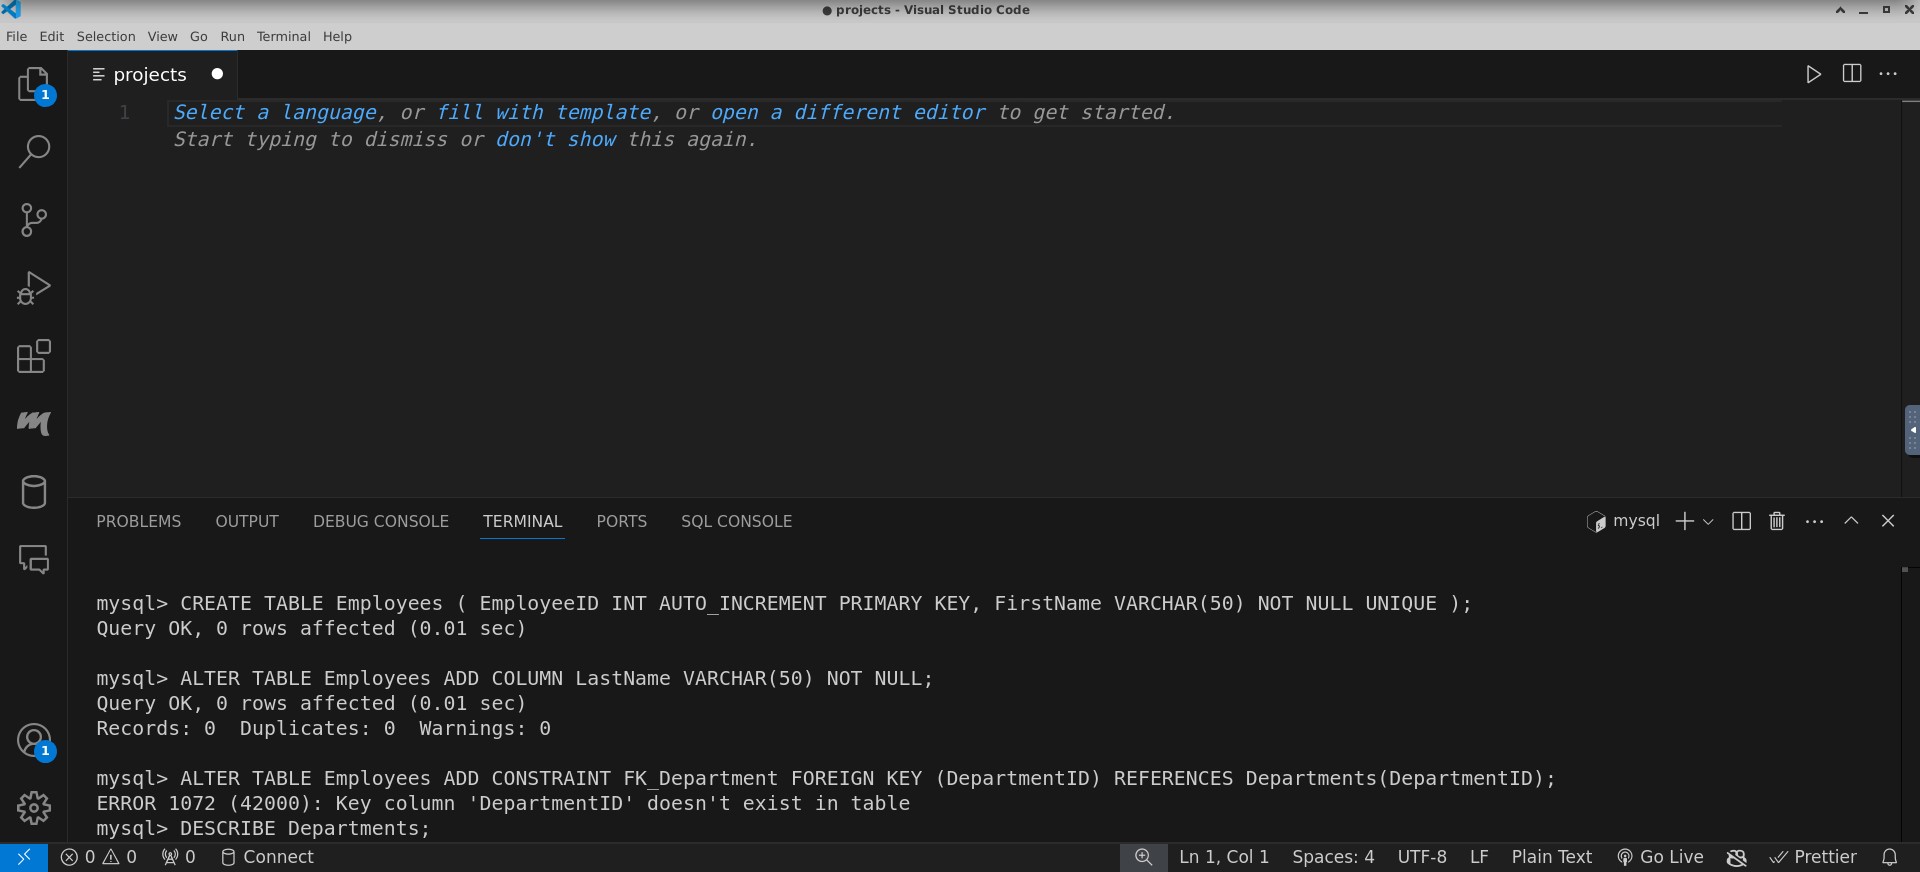 ● projects - Visual Studio Code
File Edit Selection View Go Run Terminal Help
projects
1
1 Select a language, or fill with template, or open a different editor to get started.
Start typing to dismiss or don't show this again.
PROBLEMS OUTPUT DEBUG CONSOLE TERMINAL PORTS SQL CONSOLE mysql
mysql> CREATE TABLE Employees ( EmployeeID INT AUTO_INCREMENT PRIMARY KEY, FirstName VARCHAR(50) NOT NULL UNIQUE );
Query OK, 0 rows affected (0.01 sec)
mysql> ALTER TABLE Employees ADD COLUMN LastName VARCHAR(50) NOT NULL;
Query OK, 0 rows affected (0.01 sec)
Records: 0  Duplicates: 0  Warnings: 0
1
mysql> ALTER TABLE Employees ADD CONSTRAINT FK_Department FOREIGN KEY (DepartmentID) REFERENCES Departments(DepartmentID);
ERROR 1072 (42000): Key column 'DepartmentID' doesn't exist in table
mysql> DESCRIBE Departments;
0 0 0 Connect Ln 1, Col 1 Spaces: 4 UTF-8 LF Plain Text Go Live Prettier